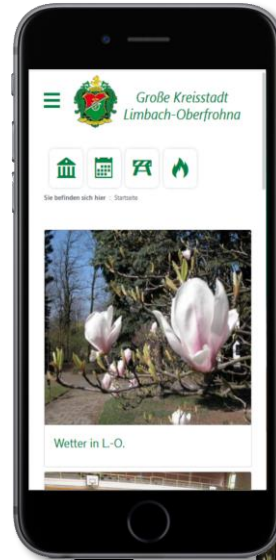 Große Kreisstadt
Limbach-Oberfrohna
Sie befinden sich hier : Startseite
Wetter in L.-O.